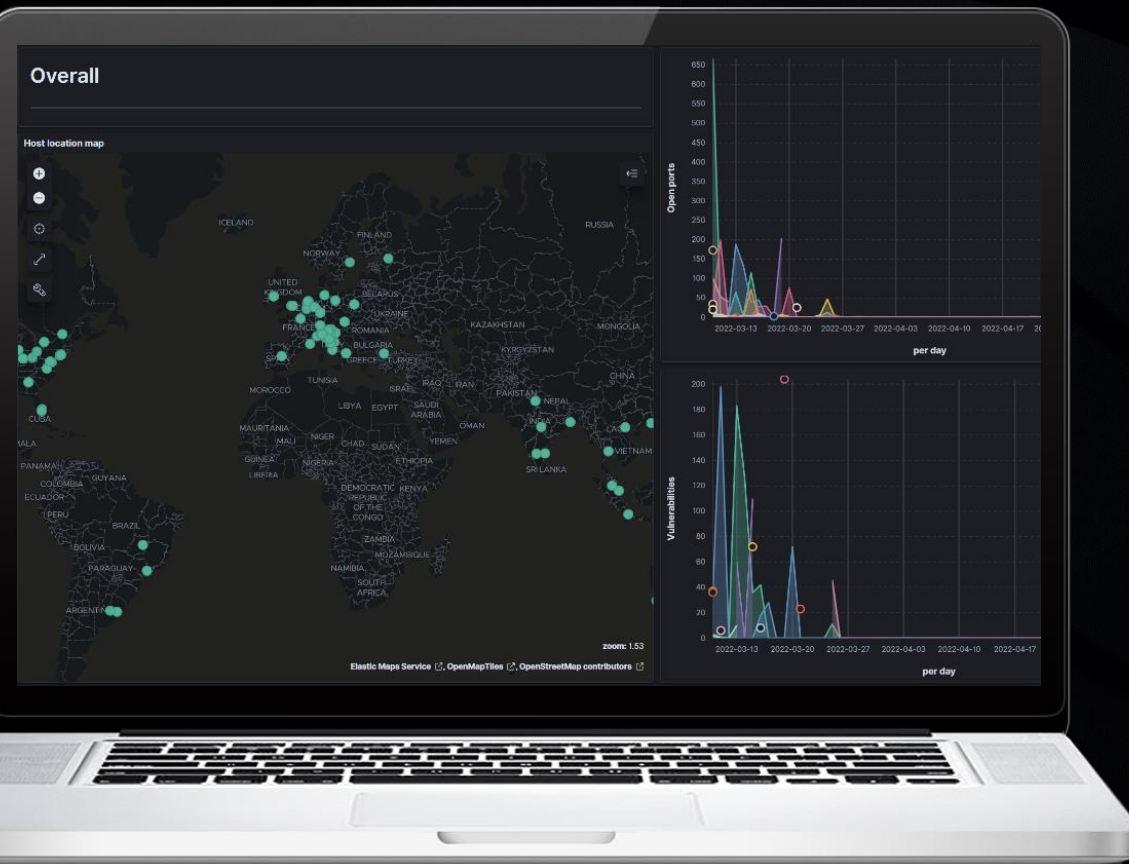 Overall
Host location map
ICELAND
RUSSIA
FINLAND
NORWAY
UNITED
KINGDOM
BELARUS
UKRAINE
FRANCE
ROMANIA
KAZAKHSTAN
MONGOLIA
BULGARIA
GREECE
TURKEY
KYRGYZSTAN
CHINA
TUNISIA
MOROCCO
ISRAEL
IRAQ
IRAN
PAKISTAN
NEPAL
LIBYA
EGYPT
SAUDI
ARABIA
OMAN
INDIA
CUBA
MAURITANIA
MALI
NIGER
CHAD
SUDAN
YEMEN
VIETNAM
GUINEA
NIGERIA
ETHIOPIA
SRI LANKA
LIBERIA
PANAMA
GUYANA
COLOMBIA
ECUADOR
DEMOCRATIC
REPUBLIC
OF THE
CONGO
KENYA
PERU
BRAZIL
ZAMBIA
BOLIVIA
MOZAMBIQUE
PARAGUAY
NAMIBIA
SOUTH
AFRICA
zoom: 1.53
Elastic Maps Service, OpenMapTiles, OpenStreetMap contributors
Open ports
650
600
550
500
450
400
350
300
250
200
150
100
50
0
2022-03-13 2022-03-20 2022-03-27 2022-04-03 2022-04-10 2022-04-17 20
per day
Vulnerabilities
200
180
160
140
120
100
80
60
40
20
0
2022-03-13 2022-03-20 2022-03-27 2022-04-03 2022-04-10 2022-04-17
per day